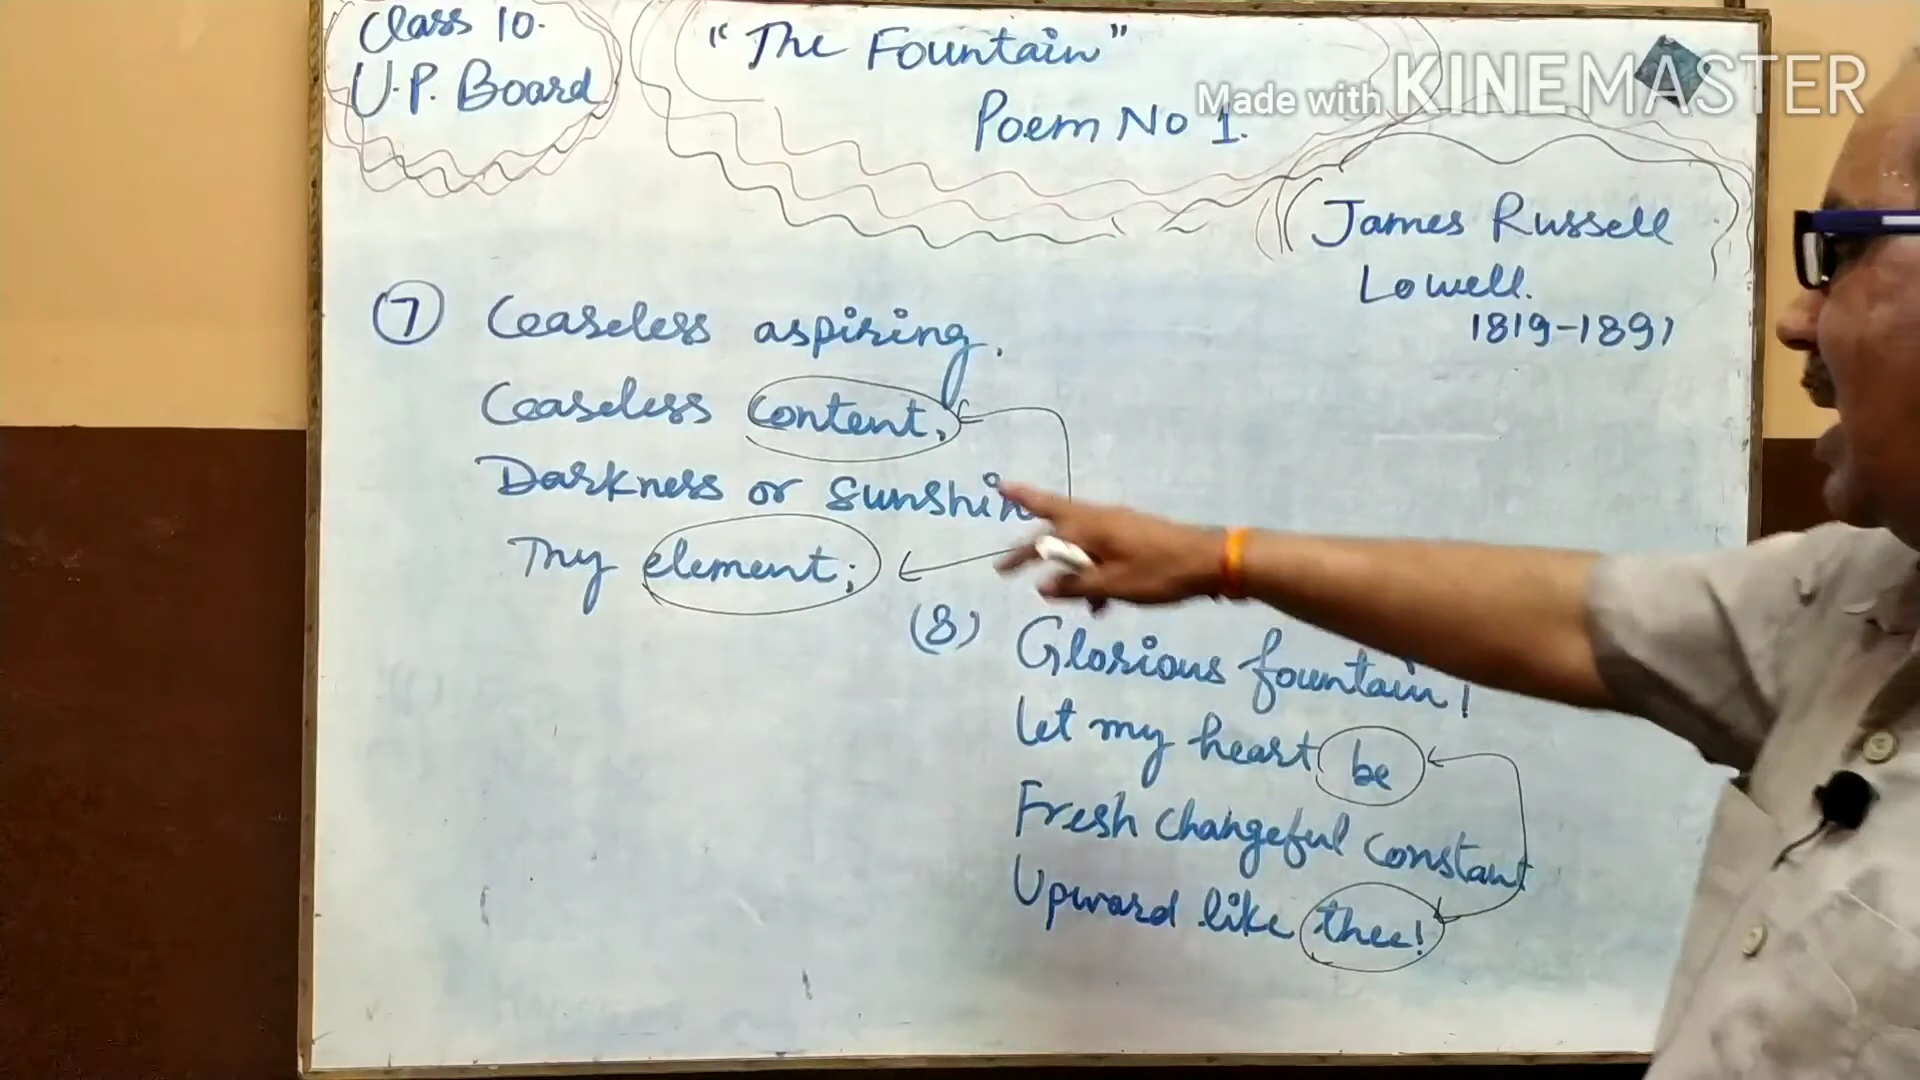 Class 10.
U.P. Board
"The Fountain"
Poem No 1.
Made with KINEMASTER
James Russell
Lowell.
1819-1891
7 Ceaseless aspiring.
Ceaseless content,
Darkness or sunshin
Thy element;
(8) Glorious fountain!
Let my heart be
Fresh changeful constant
Upward like thee!